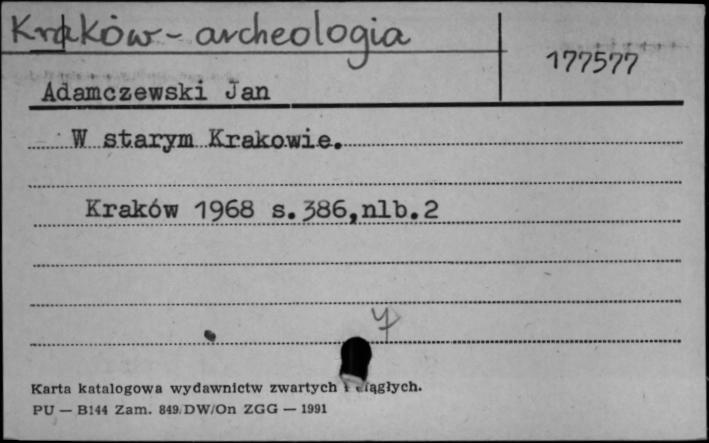 Kraków - archeologia
177577
Adamczewski Jan
W starym Krakowie.
Kraków 1968 s.386,nlb.2
Karta katalogowa wydawnictw zwartych i ciągłych.
PU — B144 Zam. 849/DW/On ZGG — 1991